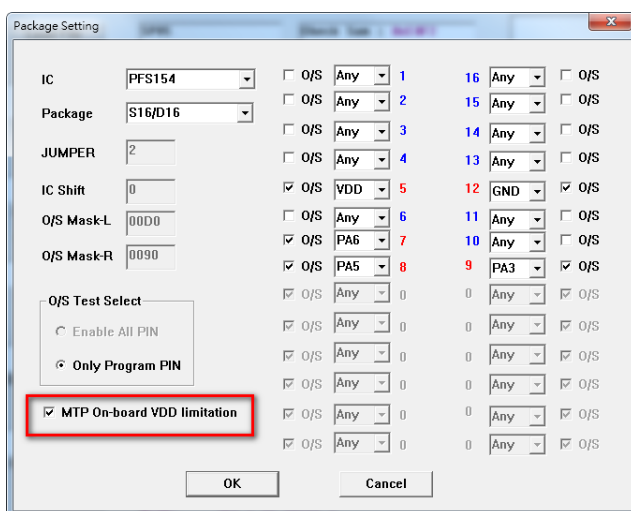 Package Setting
IC PFS154
Package S16/D16
JUMPER 2
IC Shift 0
O/S Mask-L 00D0
O/S Mask-R 0090
O/S Test Select
Enable All PIN
Only Program PIN
MTP On-board VDD limitation
O/S Any 1 16 Any O/S
O/S Any 2 15 Any O/S
O/S Any 3 14 Any O/S
O/S Any 4 13 Any O/S
O/S VDD 5 12 GND O/S
O/S Any 6 11 Any O/S
O/S PA6 7 10 Any O/S
O/S PA5 8 9 PA3 O/S
O/S Any 0 0 Any O/S
O/S Any 0 0 Any O/S
O/S Any 0 0 Any O/S
O/S Any 0 0 Any O/S
O/S Any 0 0 Any O/S
O/S Any 0 0 Any O/S
OK Cancel